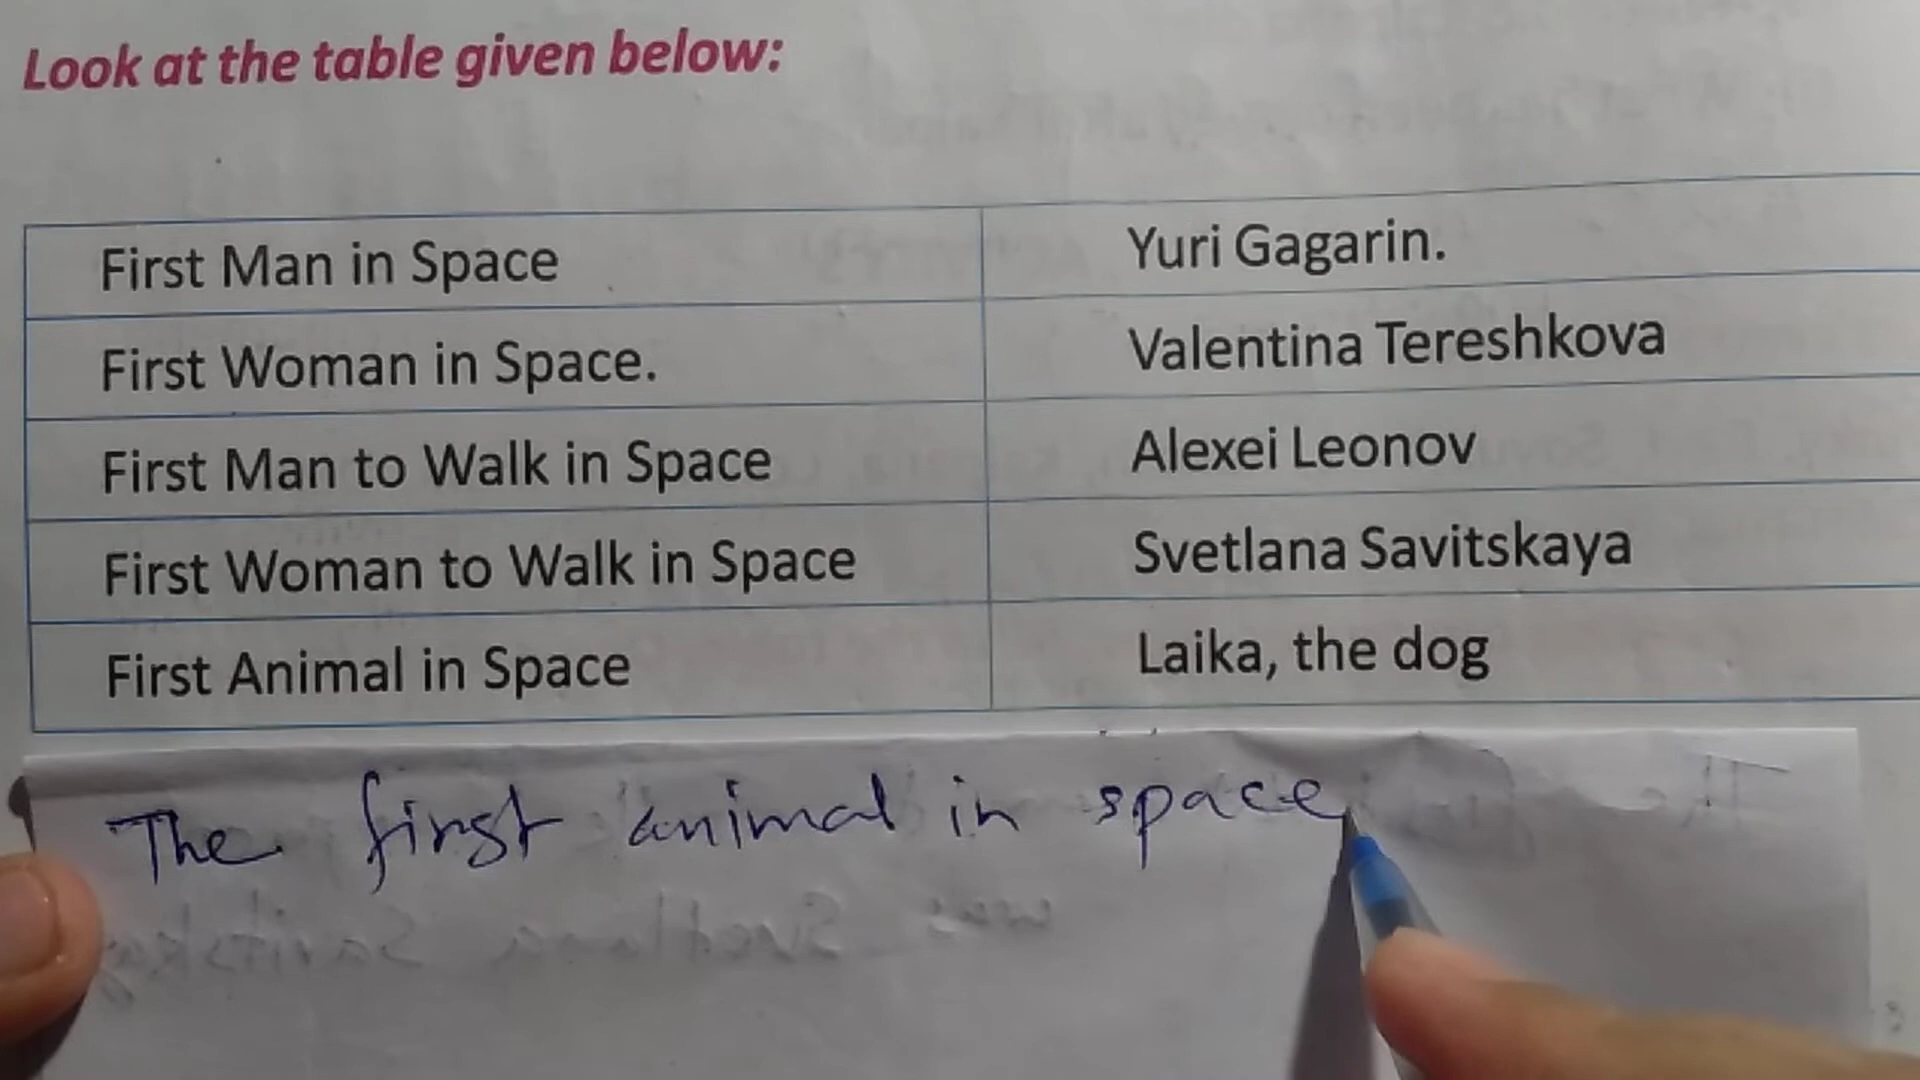 Look at the table given below:
First Man in Space Yuri Gagarin.
First Woman in Space. Valentina Tereshkova
First Man to Walk in Space Alexei Leonov
First Woman to Walk in Space Svetlana Savitskaya
First Animal in Space Laika, the dog
The first animal in space